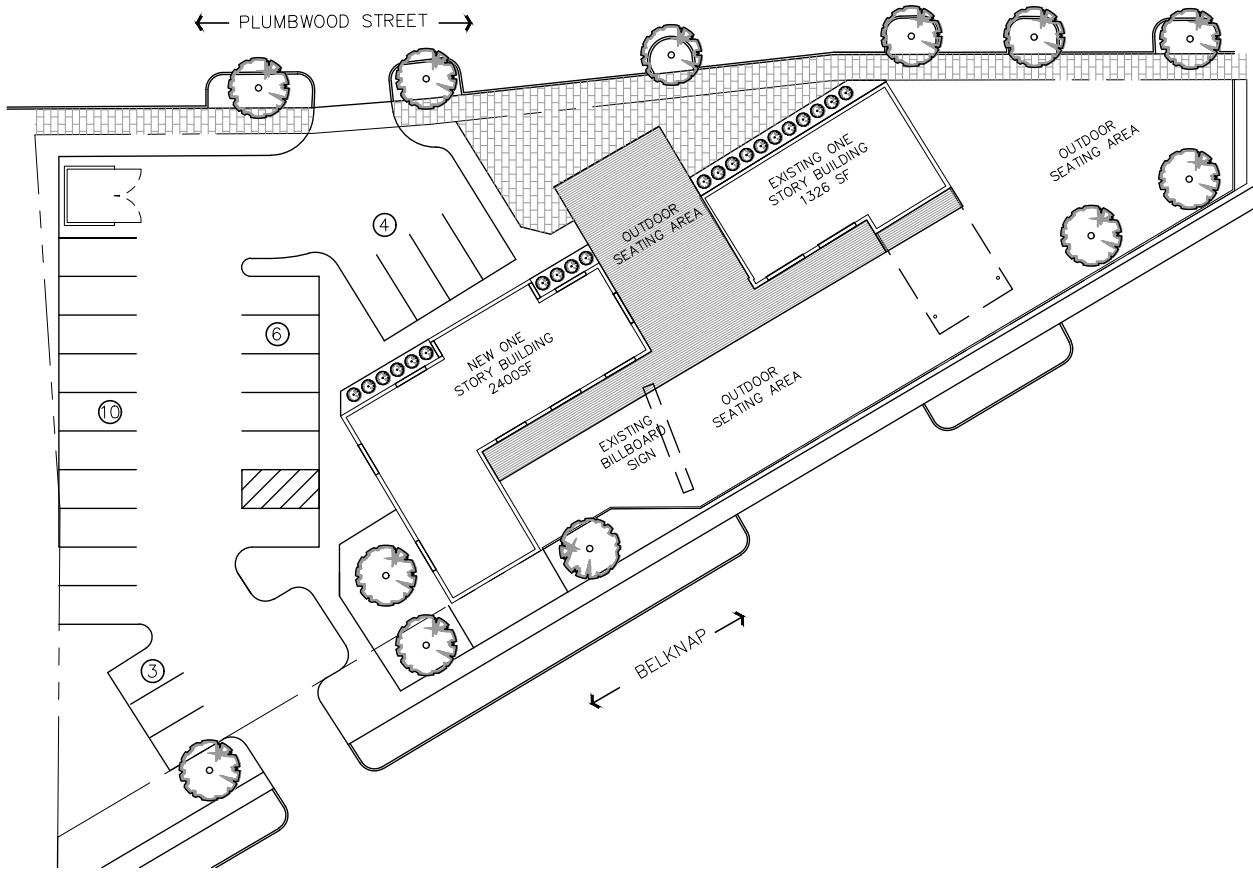 PLUMBWOOD STREET
OUTDOOR
SEATING AREA
EXISTING ONE
STORY BUILDING
1326 SF
OUTDOOR
SEATING AREA
4
6
NEW ONE
STORY BUILDING
2400SF
OUTDOOR
SEATING AREA
10
EXISTING
BILLBOARD
SIGN
BELKNAP
3